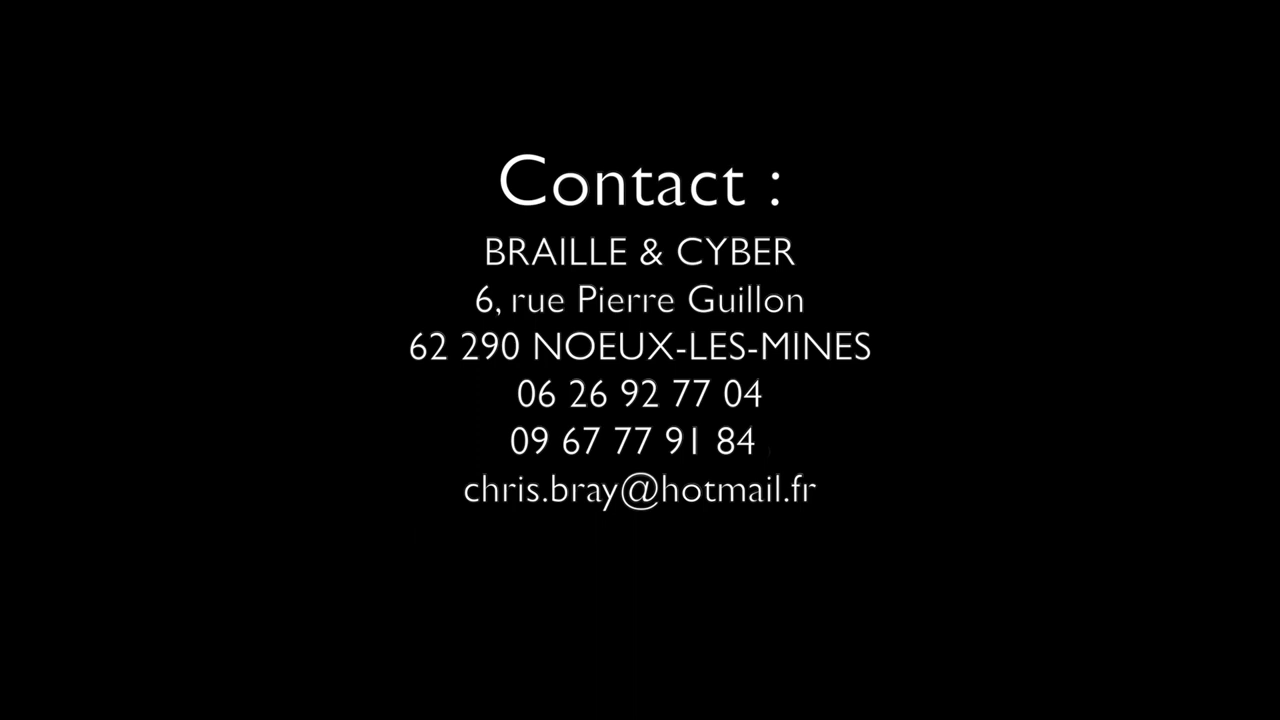 Contact :
BRAILLE & CYBER
6, rue Pierre Guillon
62 290 NOEUX-LES-MINES
06 26 92 77 04
09 67 77 91 84
chris.bray@hotmail.fr